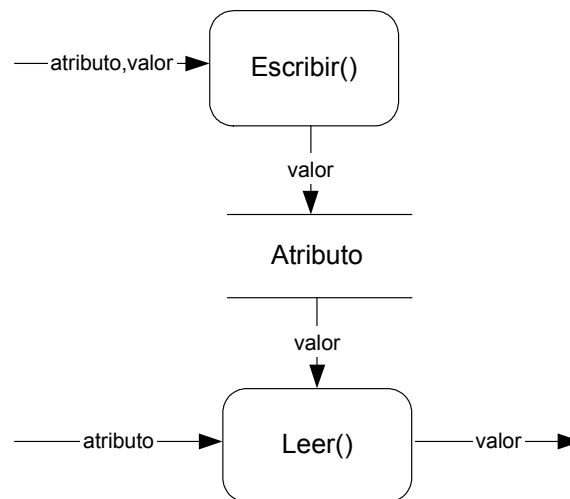 Escribir()
atributo,valor
valor
Atributo
valor
atributo
Leer()
valor